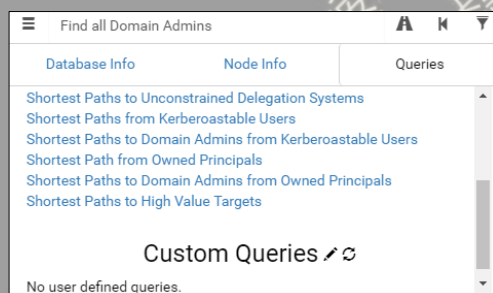 Find all Domain Admins
Database Info Node Info Queries
Shortest Paths to Unconstrained Delegation Systems
Shortest Paths from Kerberoastable Users
Shortest Paths to Domain Admins from Kerberoastable Users
Shortest Path from Owned Principals
Shortest Paths to Domain Admins from Owned Principals
Shortest Paths to High Value Targets
Custom Queries
No user defined queries.